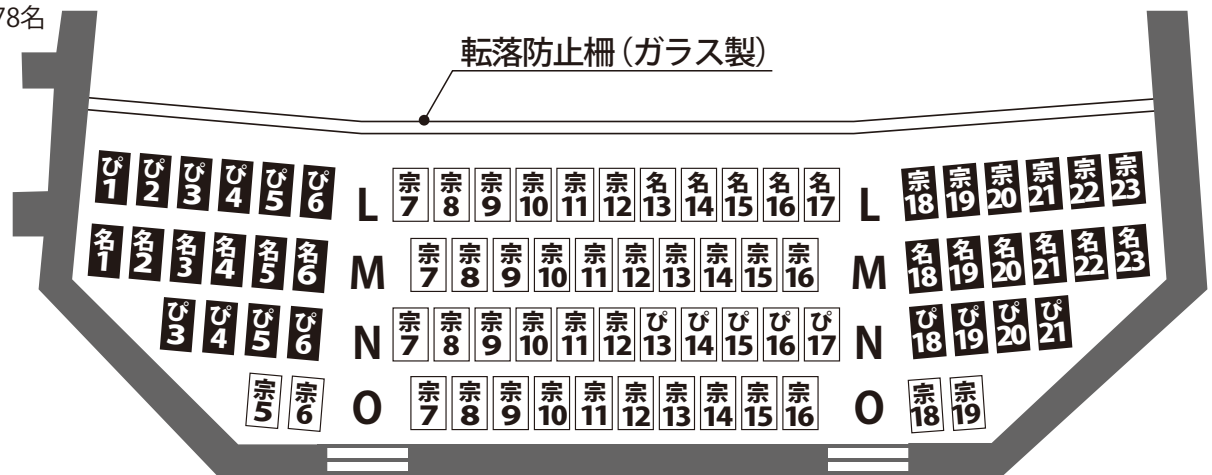 78名
転落防止柵（ガラス製）
ぴ1 ぴ2 ぴ3 ぴ4 ぴ5 ぴ6 L 宗7 宗8 宗9 宗10 宗11 宗12 名13 名14 名15 名16 名17 L 宗18 宗19 宗20 宗21 宗22 宗23
名1 名2 名3 名4 名5 名6 M 宗7 宗8 宗9 宗10 宗11 宗12 宗13 宗14 宗15 宗16 M 名18 名19 名20 名21 名22 名23
ぴ3 ぴ4 ぴ5 ぴ6 N 宗7 宗8 宗9 宗10 宗11 宗12 ぴ13 ぴ14 ぴ15 ぴ16 ぴ17 N ぴ18 ぴ19 ぴ20 ぴ21
宗5 宗6 O 宗7 宗8 宗9 宗10 宗11 宗12 宗13 宗14 宗15 宗16 O 宗18 宗19